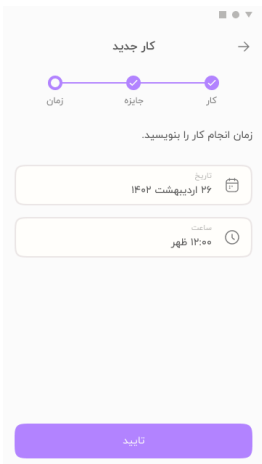 کار جدید
کار جایزه زمان
زمان انجام کار را بنویسید.
تاریخ
۲۶ اردیبهشت ۱۴۰۲
ساعت
۱۲:۰۰ ظهر
تایید